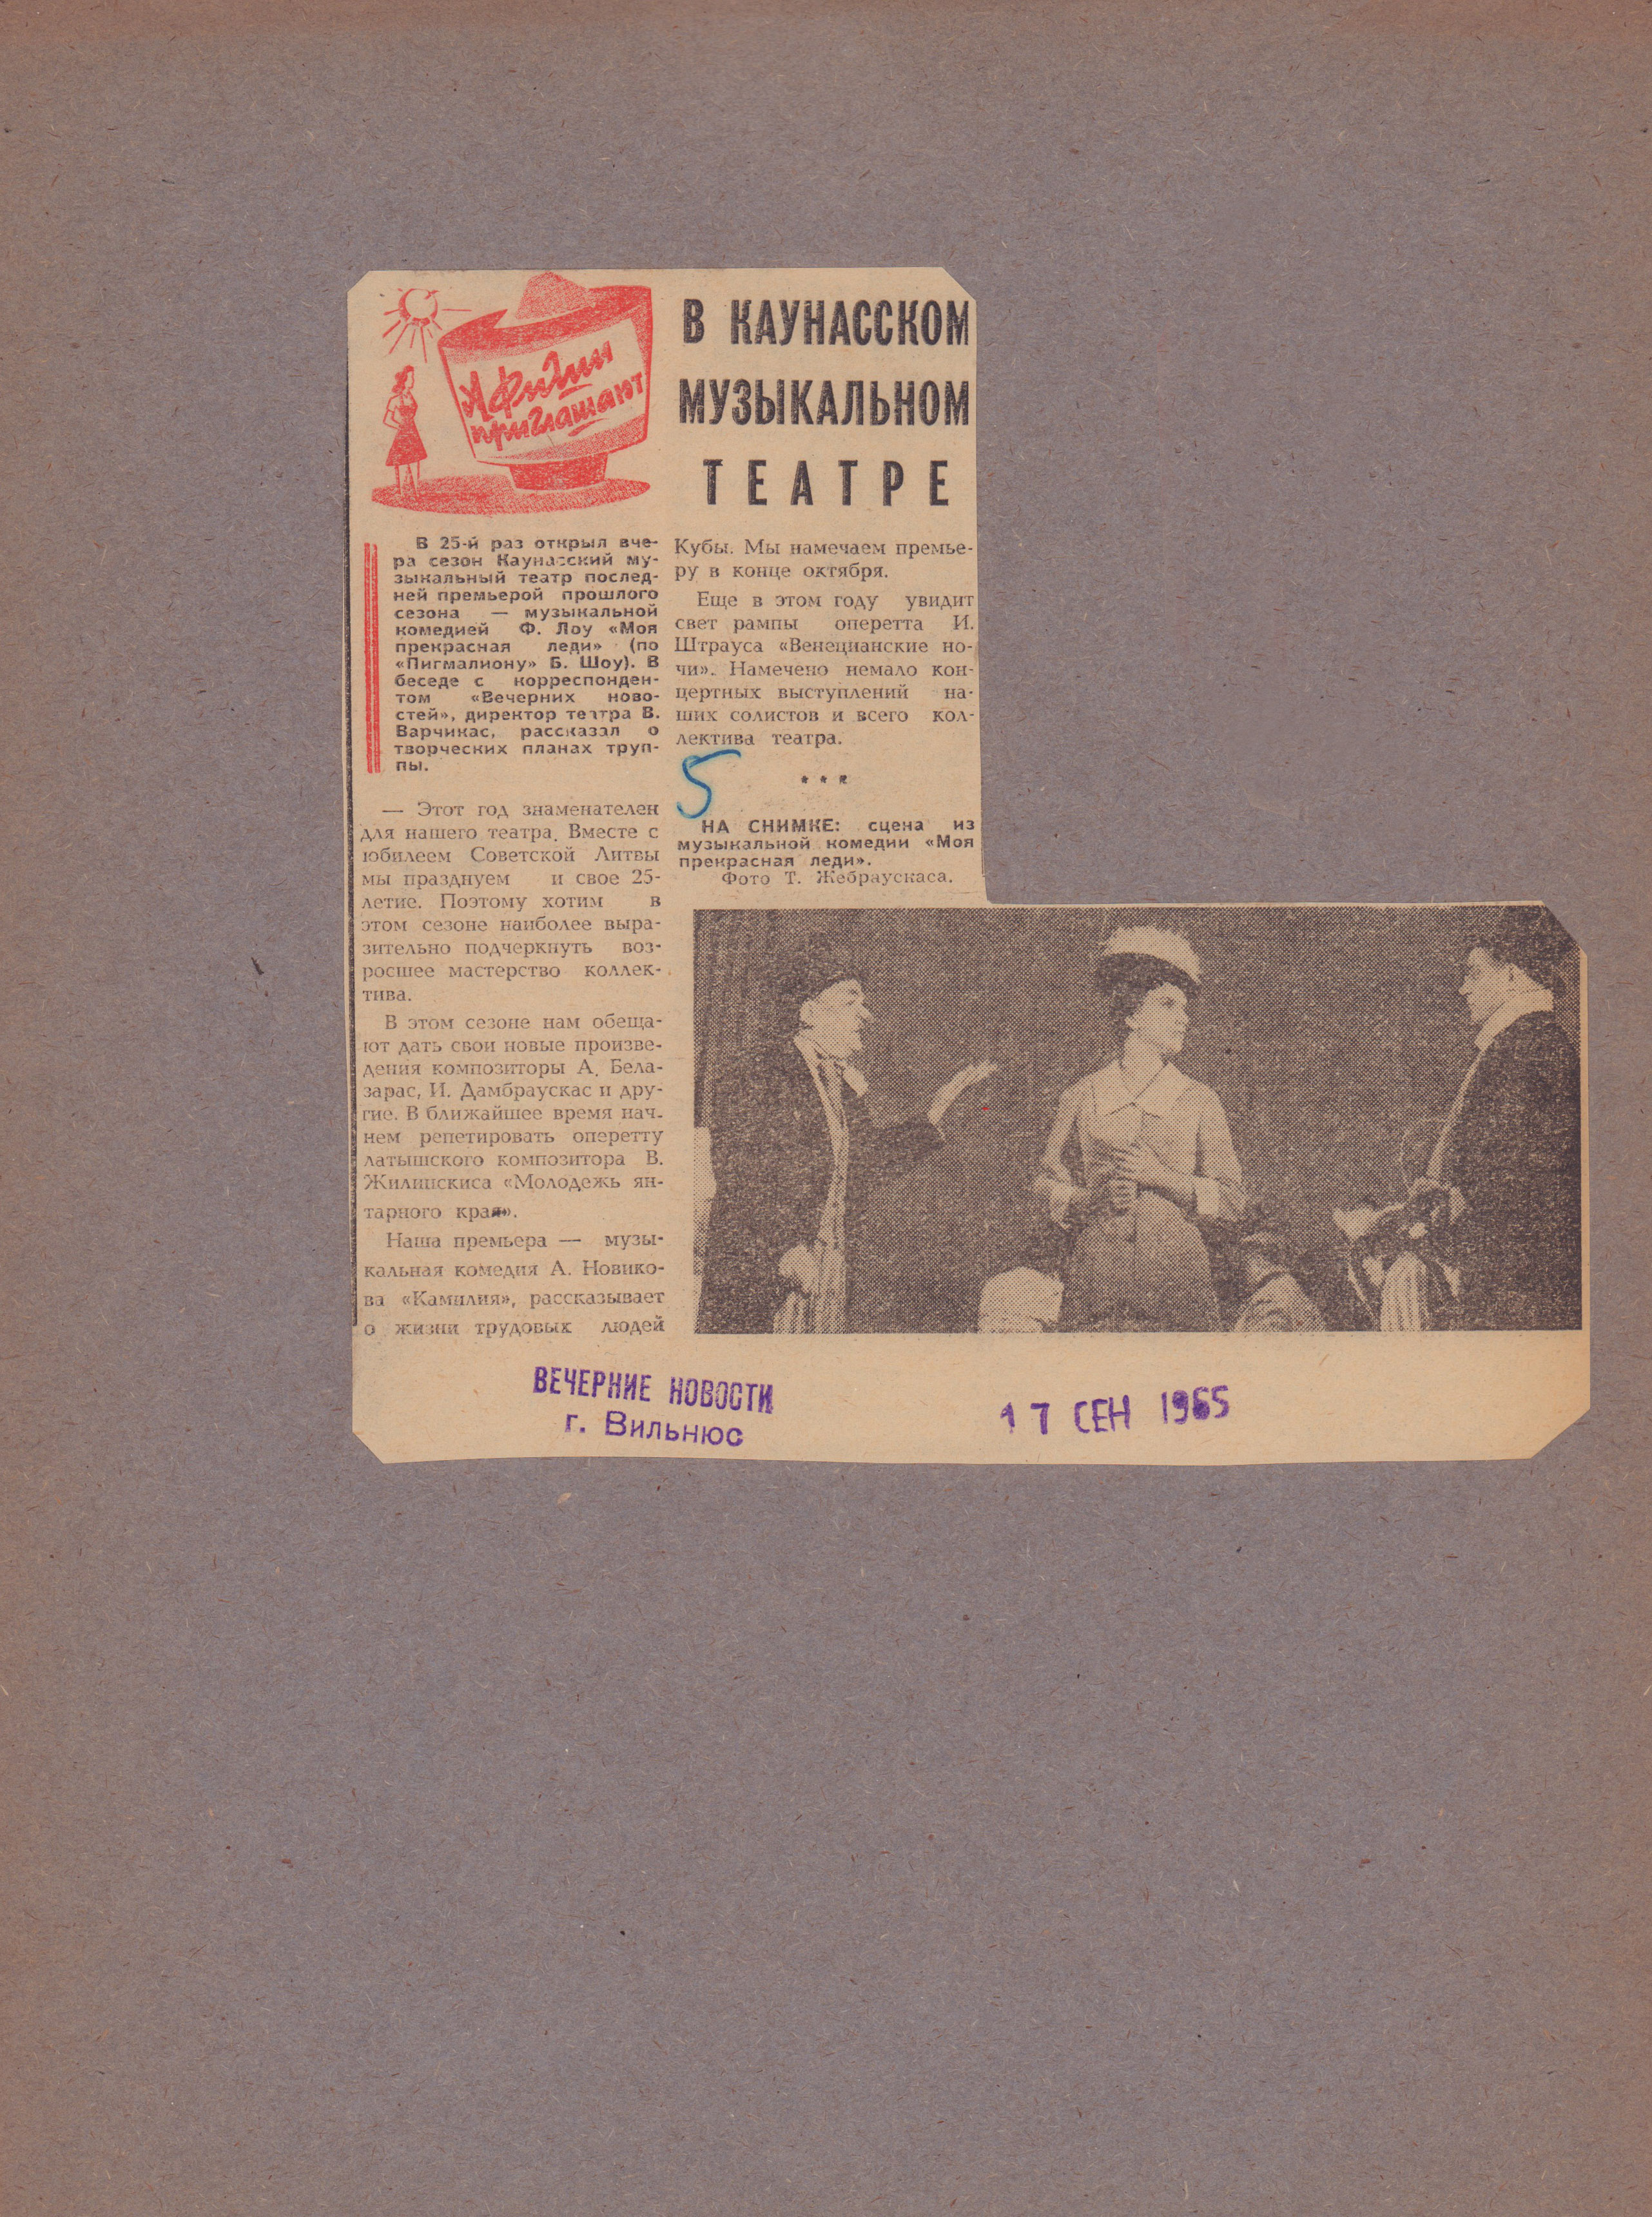 Афиши
приглашают
В КАУНАССКОМ
МУЗЫКАЛЬНОМ
ТЕАТРЕ
В 25-й раз открыл вче-
ра сезон Каунасский му-
зыкальный театр послед-
ней премьерой прошлого
сезона — музыкальной
комедией Ф. Лоу «Моя
прекрасная леди» (по
«Пигмалиону» Б. Шоу). В
беседе с корреспонден-
том «Вечерних ново-
стей», директор театра В.
Варчикас, рассказал о
творческих планах труп-
пы.
— Этот год знаменателен
для нашего театра. Вместе с
юбилеем Советской Литвы
мы празднуем и свое 25-
летие. Поэтому хотим в
этом сезоне наиболее выра-
зительно подчеркнуть воз-
росшее мастерство коллек-
тива.
В этом сезоне нам обеща-
ют дать свои новые произве-
дения композиторы А. Бела-
зарас, И. Дамбраускас и дру-
гие. В ближайшее время нач-
нем репетировать оперетту
латышского композитора В.
Жилинскиса «Молодежь ян-
тарного края».
Наша премьера — музы-
кальная комедия А. Новико-
ва «Камилия», рассказывает
о жизни трудовых людей
Кубы. Мы намечаем премье-
ру в конце октября.
Еще в этом году увидит
свет рампы оперетта И.
Штрауса «Венецианские но-
чи». Намечено немало кон-
цертных выступлений на-
ших солистов и всего кол-
лектива театра.
5
* * *
НА СНИМКЕ: сцена из
музыкальной комедии «Моя
прекрасная леди».
Фото Т. Жебраускаса.
ВЕЧЕРНИЕ НОВОСТИ
г. Вильнюс
17 СЕН 1965